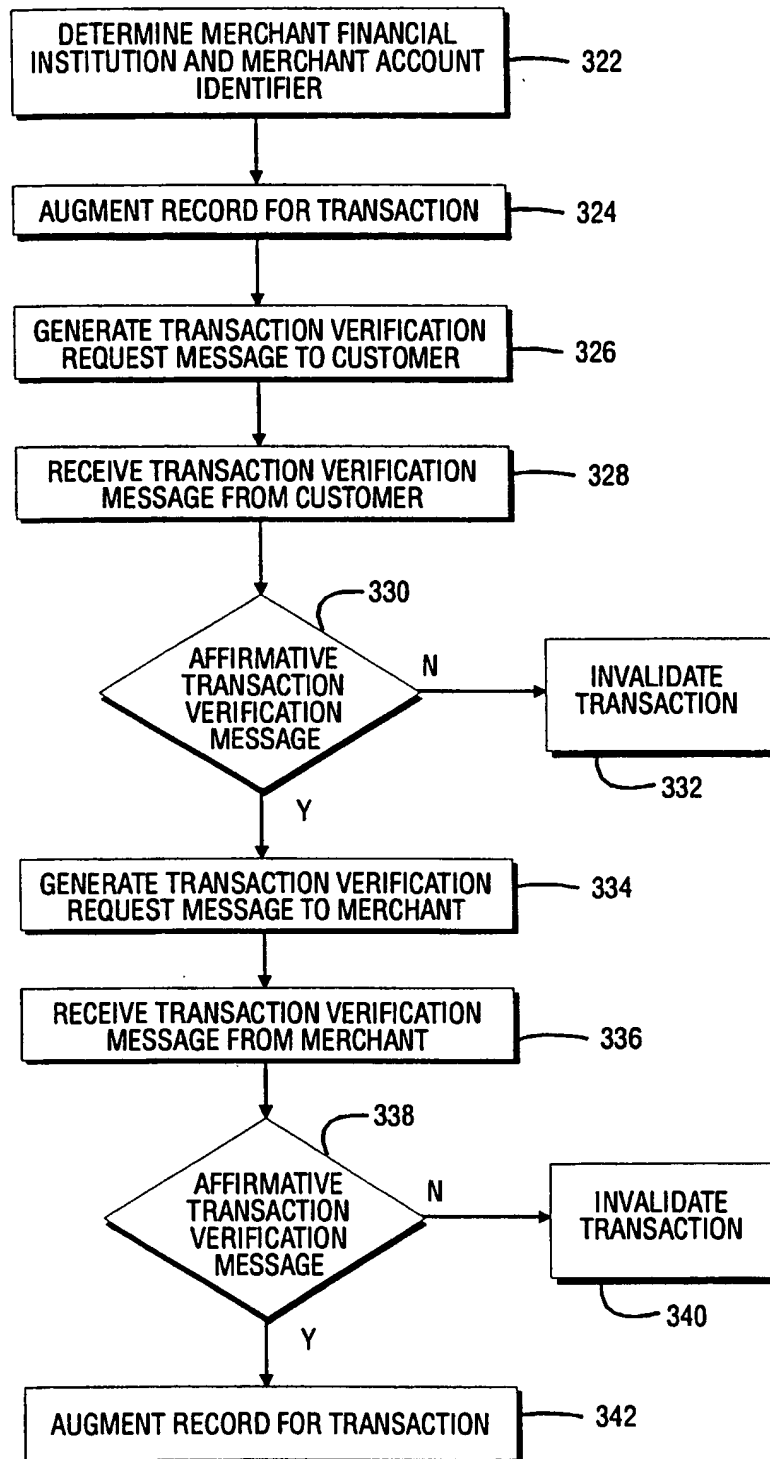 DETERMINE MERCHANT FINANCIAL
INSTITUTION AND MERCHANT ACCOUNT
IDENTIFIER
322
AUGMENT RECORD FOR TRANSACTION
324
GENERATE TRANSACTION VERIFICATION
REQUEST MESSAGE TO CUSTOMER
326
RECEIVE TRANSACTION VERIFICATION
MESSAGE FROM CUSTOMER
328
330
AFFIRMATIVE
TRANSACTION
VERIFICATION
MESSAGE
N
INVALIDATE
TRANSACTION
332
Y
GENERATE TRANSACTION VERIFICATION
REQUEST MESSAGE TO MERCHANT
334
RECEIVE TRANSACTION VERIFICATION
MESSAGE FROM MERCHANT
336
338
AFFIRMATIVE
TRANSACTION
VERIFICATION
MESSAGE
N
INVALIDATE
TRANSACTION
340
Y
AUGMENT RECORD FOR TRANSACTION
342